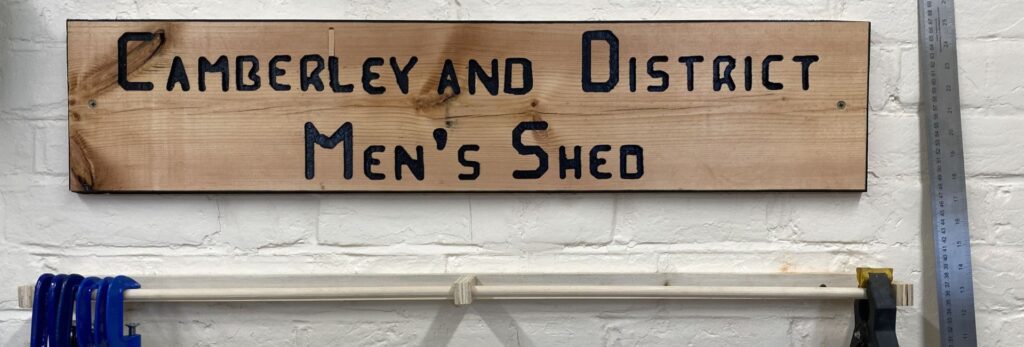 Camberley and District
Men's Shed